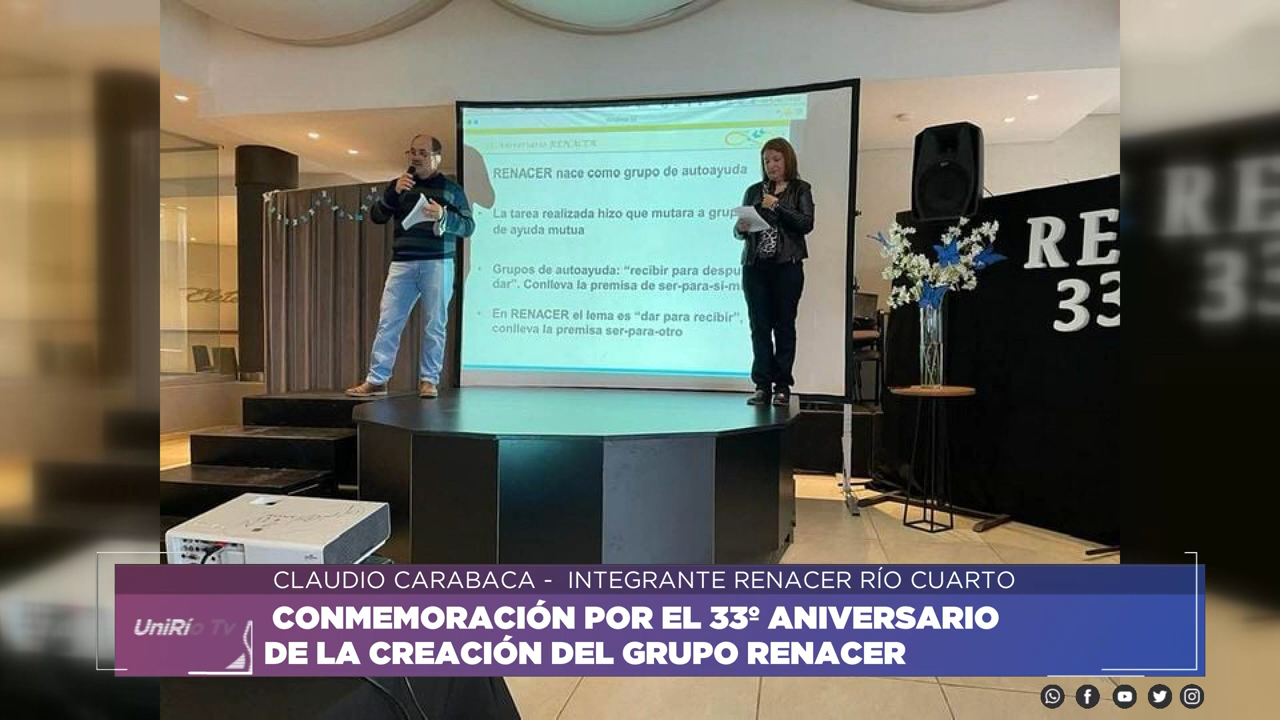 Aniversario RENACER
RENACER nace como grupo de autoayuda
La tarea realizada hizo que mutara a grup
de ayuda mutua
Grupos de autoayuda: “recibir para despu
dar”. Conlleva la premisa de ser-para-sí-m
En RENACER el lema es “dar para recibir”,
conlleva la premisa ser-para-otro
RE
33
CLAUDIO CARABACA - INTEGRANTE RENACER RÍO CUARTO
CONMEMORACIÓN POR EL 33º ANIVERSARIO
DE LA CREACIÓN DEL GRUPO RENACER
UniRío Tv